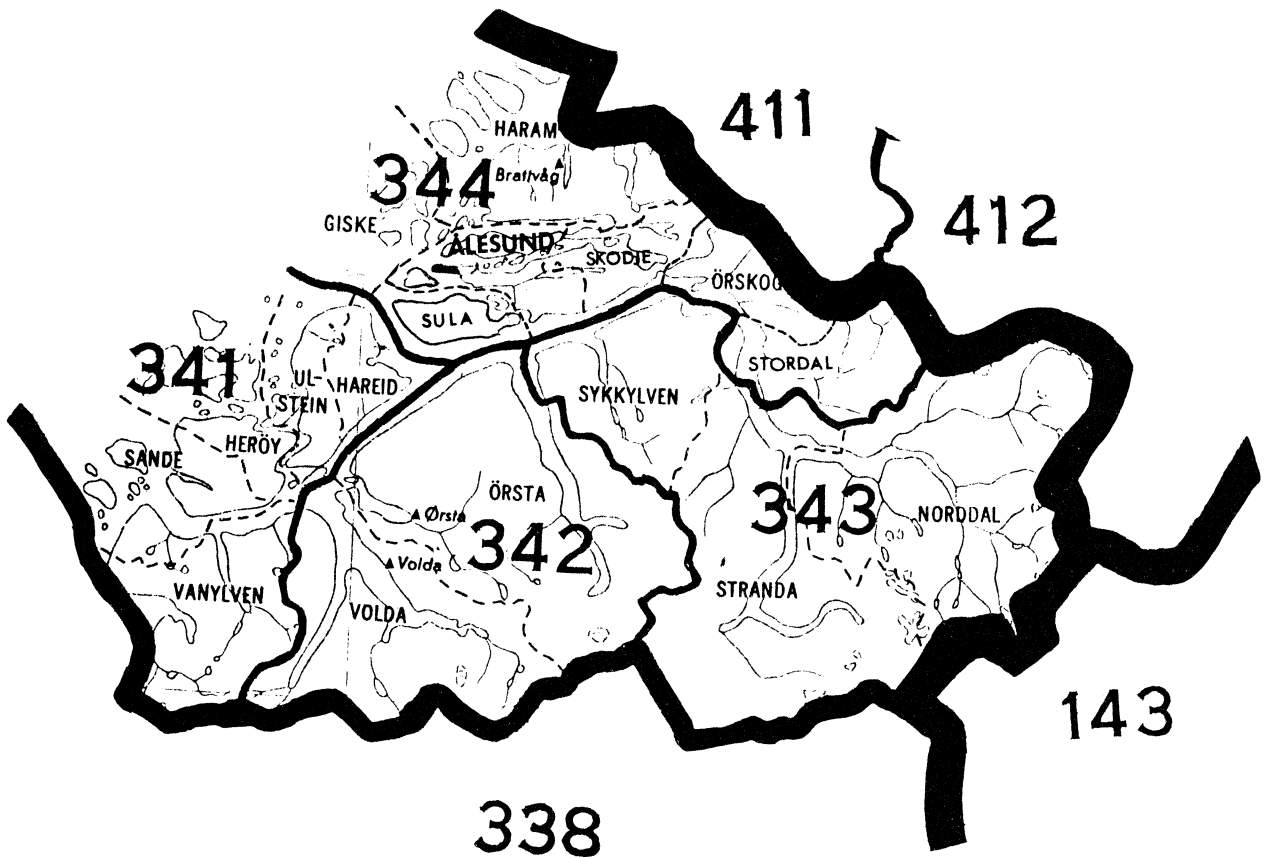 411
HARAM
344
Brattvåg
412
GISKE
ÅLESUND
SKODJE
ÖRSKOG
SULA
341
UL-
STEIN
HAREID
STORDAL
SYKKYLVEN
HERÖY
SANDE
ÖRSTA
Ørsta
342
343
NORDDAL
Volda
VANYLVEN
VOLDA
STRANDA
143
338